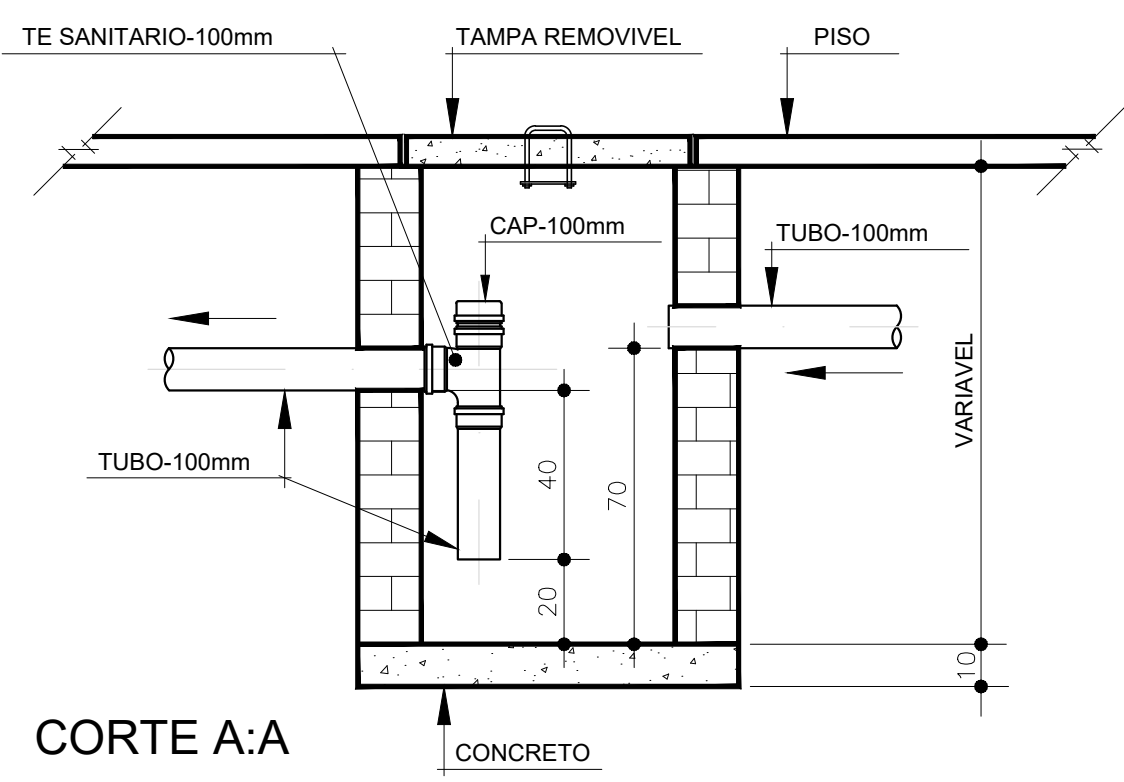 TE SANITARIO-100mm
TAMPA REMOVIVEL
PISO
CAP-100mm
TUBO-100mm
VARIAVEL
TUBO-100mm
40
70
20
10
CORTE A:A
CONCRETO